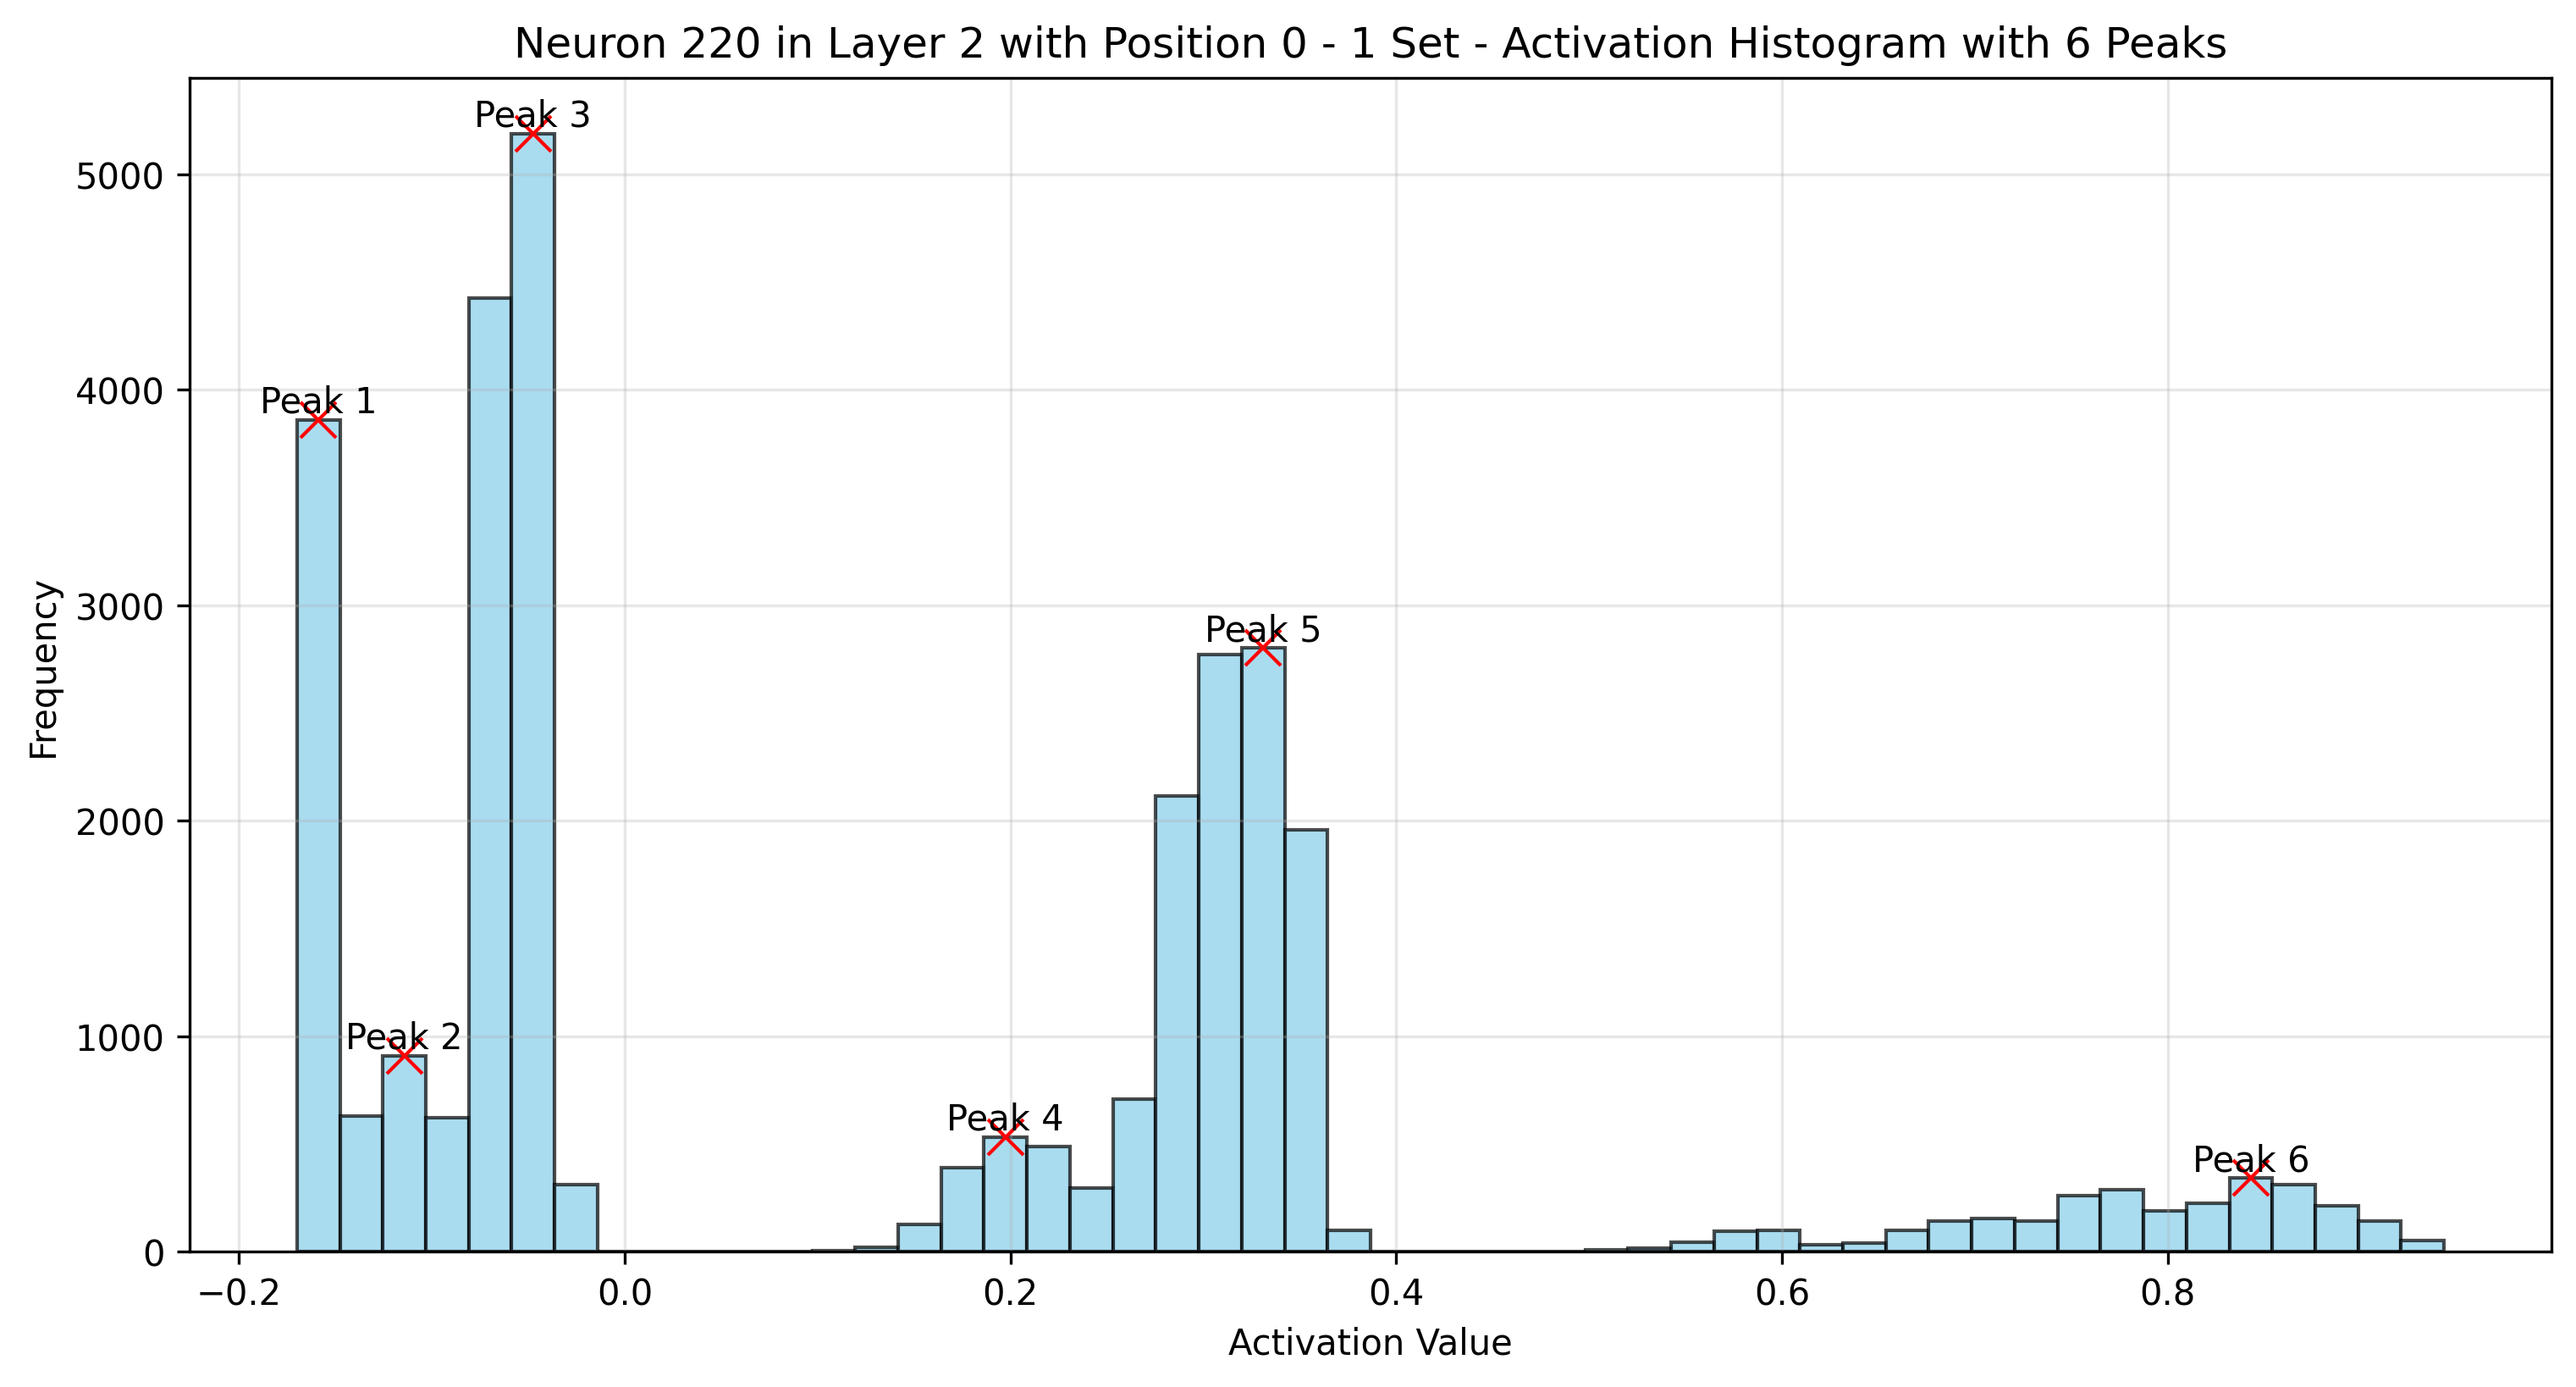 Neuron 220 in Layer 2 with Position 0 - 1 Set - Activation Histogram with 6 Peaks
Peak 3
5000
Peak 1
4000
3000
Peak 5
Frequency
2000
Peak 2
1000
Peak 4
Peak 6
0
−0.2 0.0 0.2 0.4 0.6 0.8
Activation Value